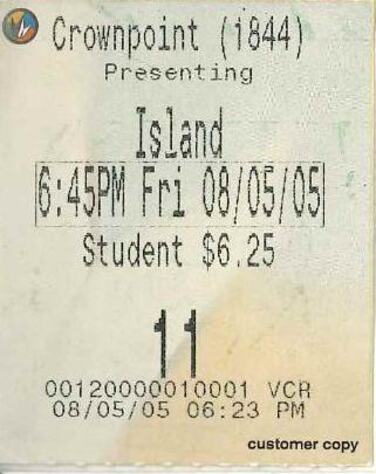 Crownpoint (1844)
Presenting
Island
6:45PM Fri 08/05/05
Student $6.25
11
00120000010001 VCR
08/05/05 06:23 PM
customer copy